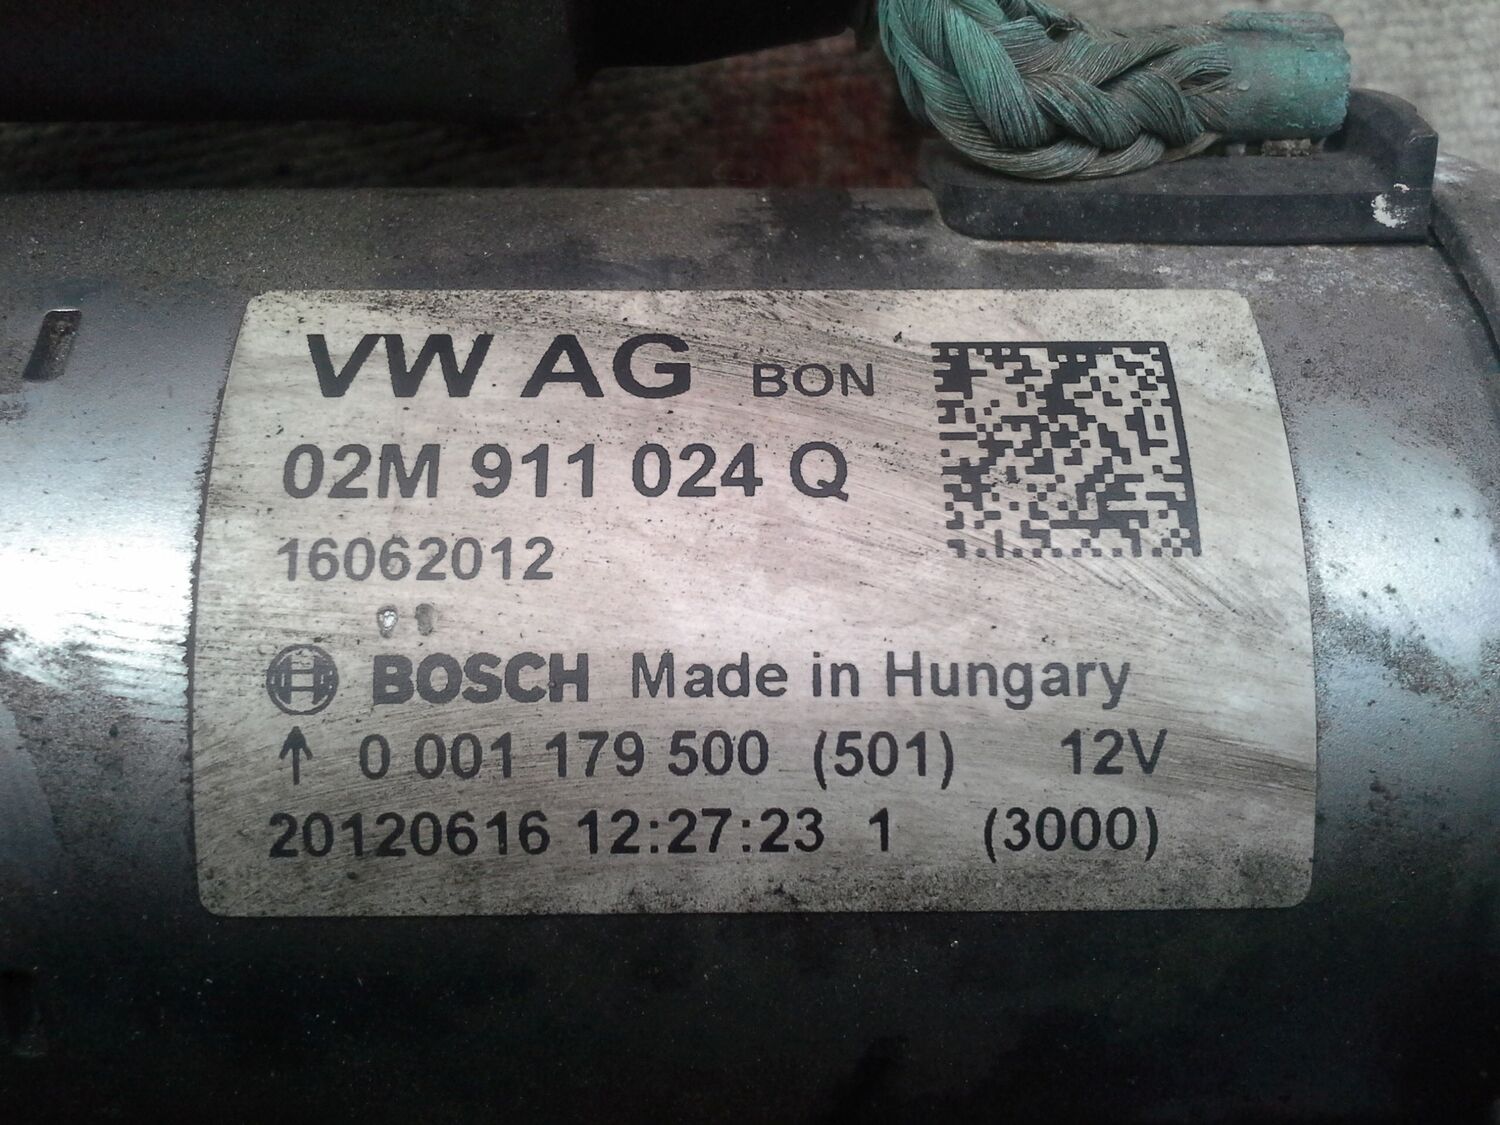 VW AG BON
02M 911 024 Q
16062012
BOSCH Made in Hungary
↑ 0 001 179 500 (501) 12V
20120616 12:27:23 1 (3000)